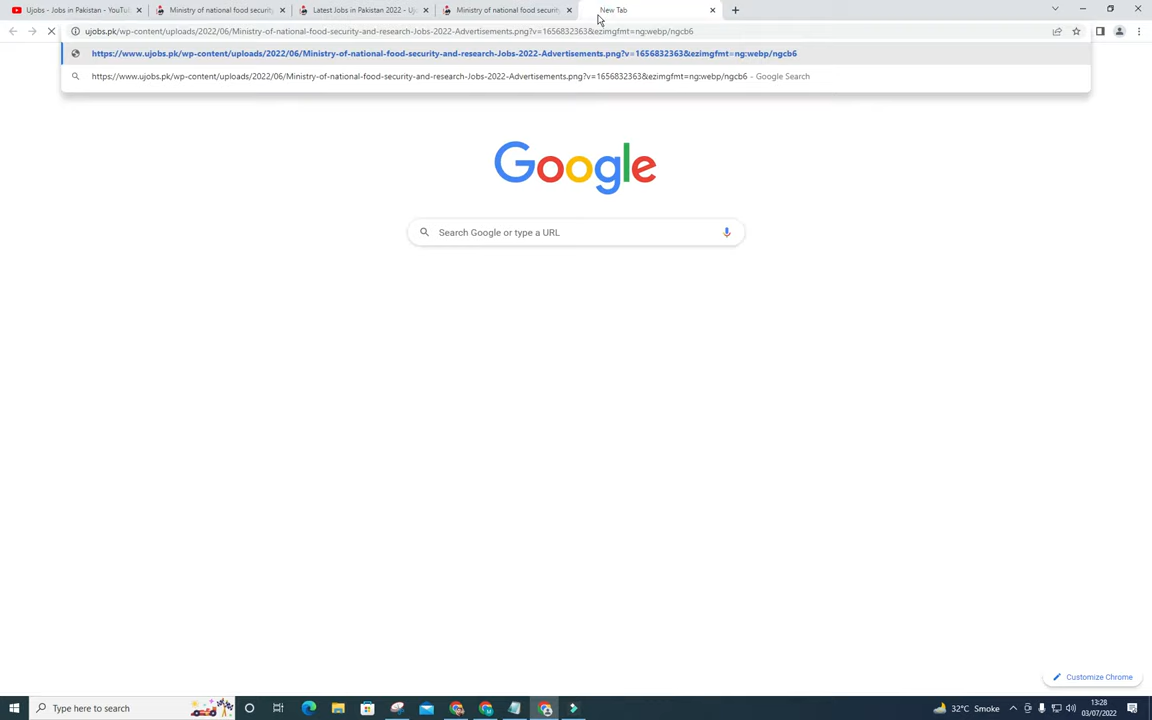 Ujobs - Jobs in Pakistan - YouTu
Ministry of national food securit
Latest Jobs in Pakistan 2022 - Uj
Ministry of national food securit
New Tab
ujobs.pk/wp-content/uploads/2022/06/Ministry-of-national-food-security-and-research-Jobs-2022-Advertisements.png?v=1656832363&ezimgfmt=ng:webp/ngcb6
https://www.ujobs.pk/wp-content/uploads/2022/06/Ministry-of-national-food-security-and-research-Jobs-2022-Advertisements.png?v=1656832363&ezimgfmt=ng:webp/ngcb6
https://www.ujobs.pk/wp-content/uploads/2022/06/Ministry-of-national-food-security-and-research-Jobs-2022-Advertisements.png?v=1656832363&ezimgfmt=ng:webp/ngcb6 - Google Search
Google
Search Google or type a URL
Customize Chrome
Type here to search
32°C Smoke
13:28
03/07/2022